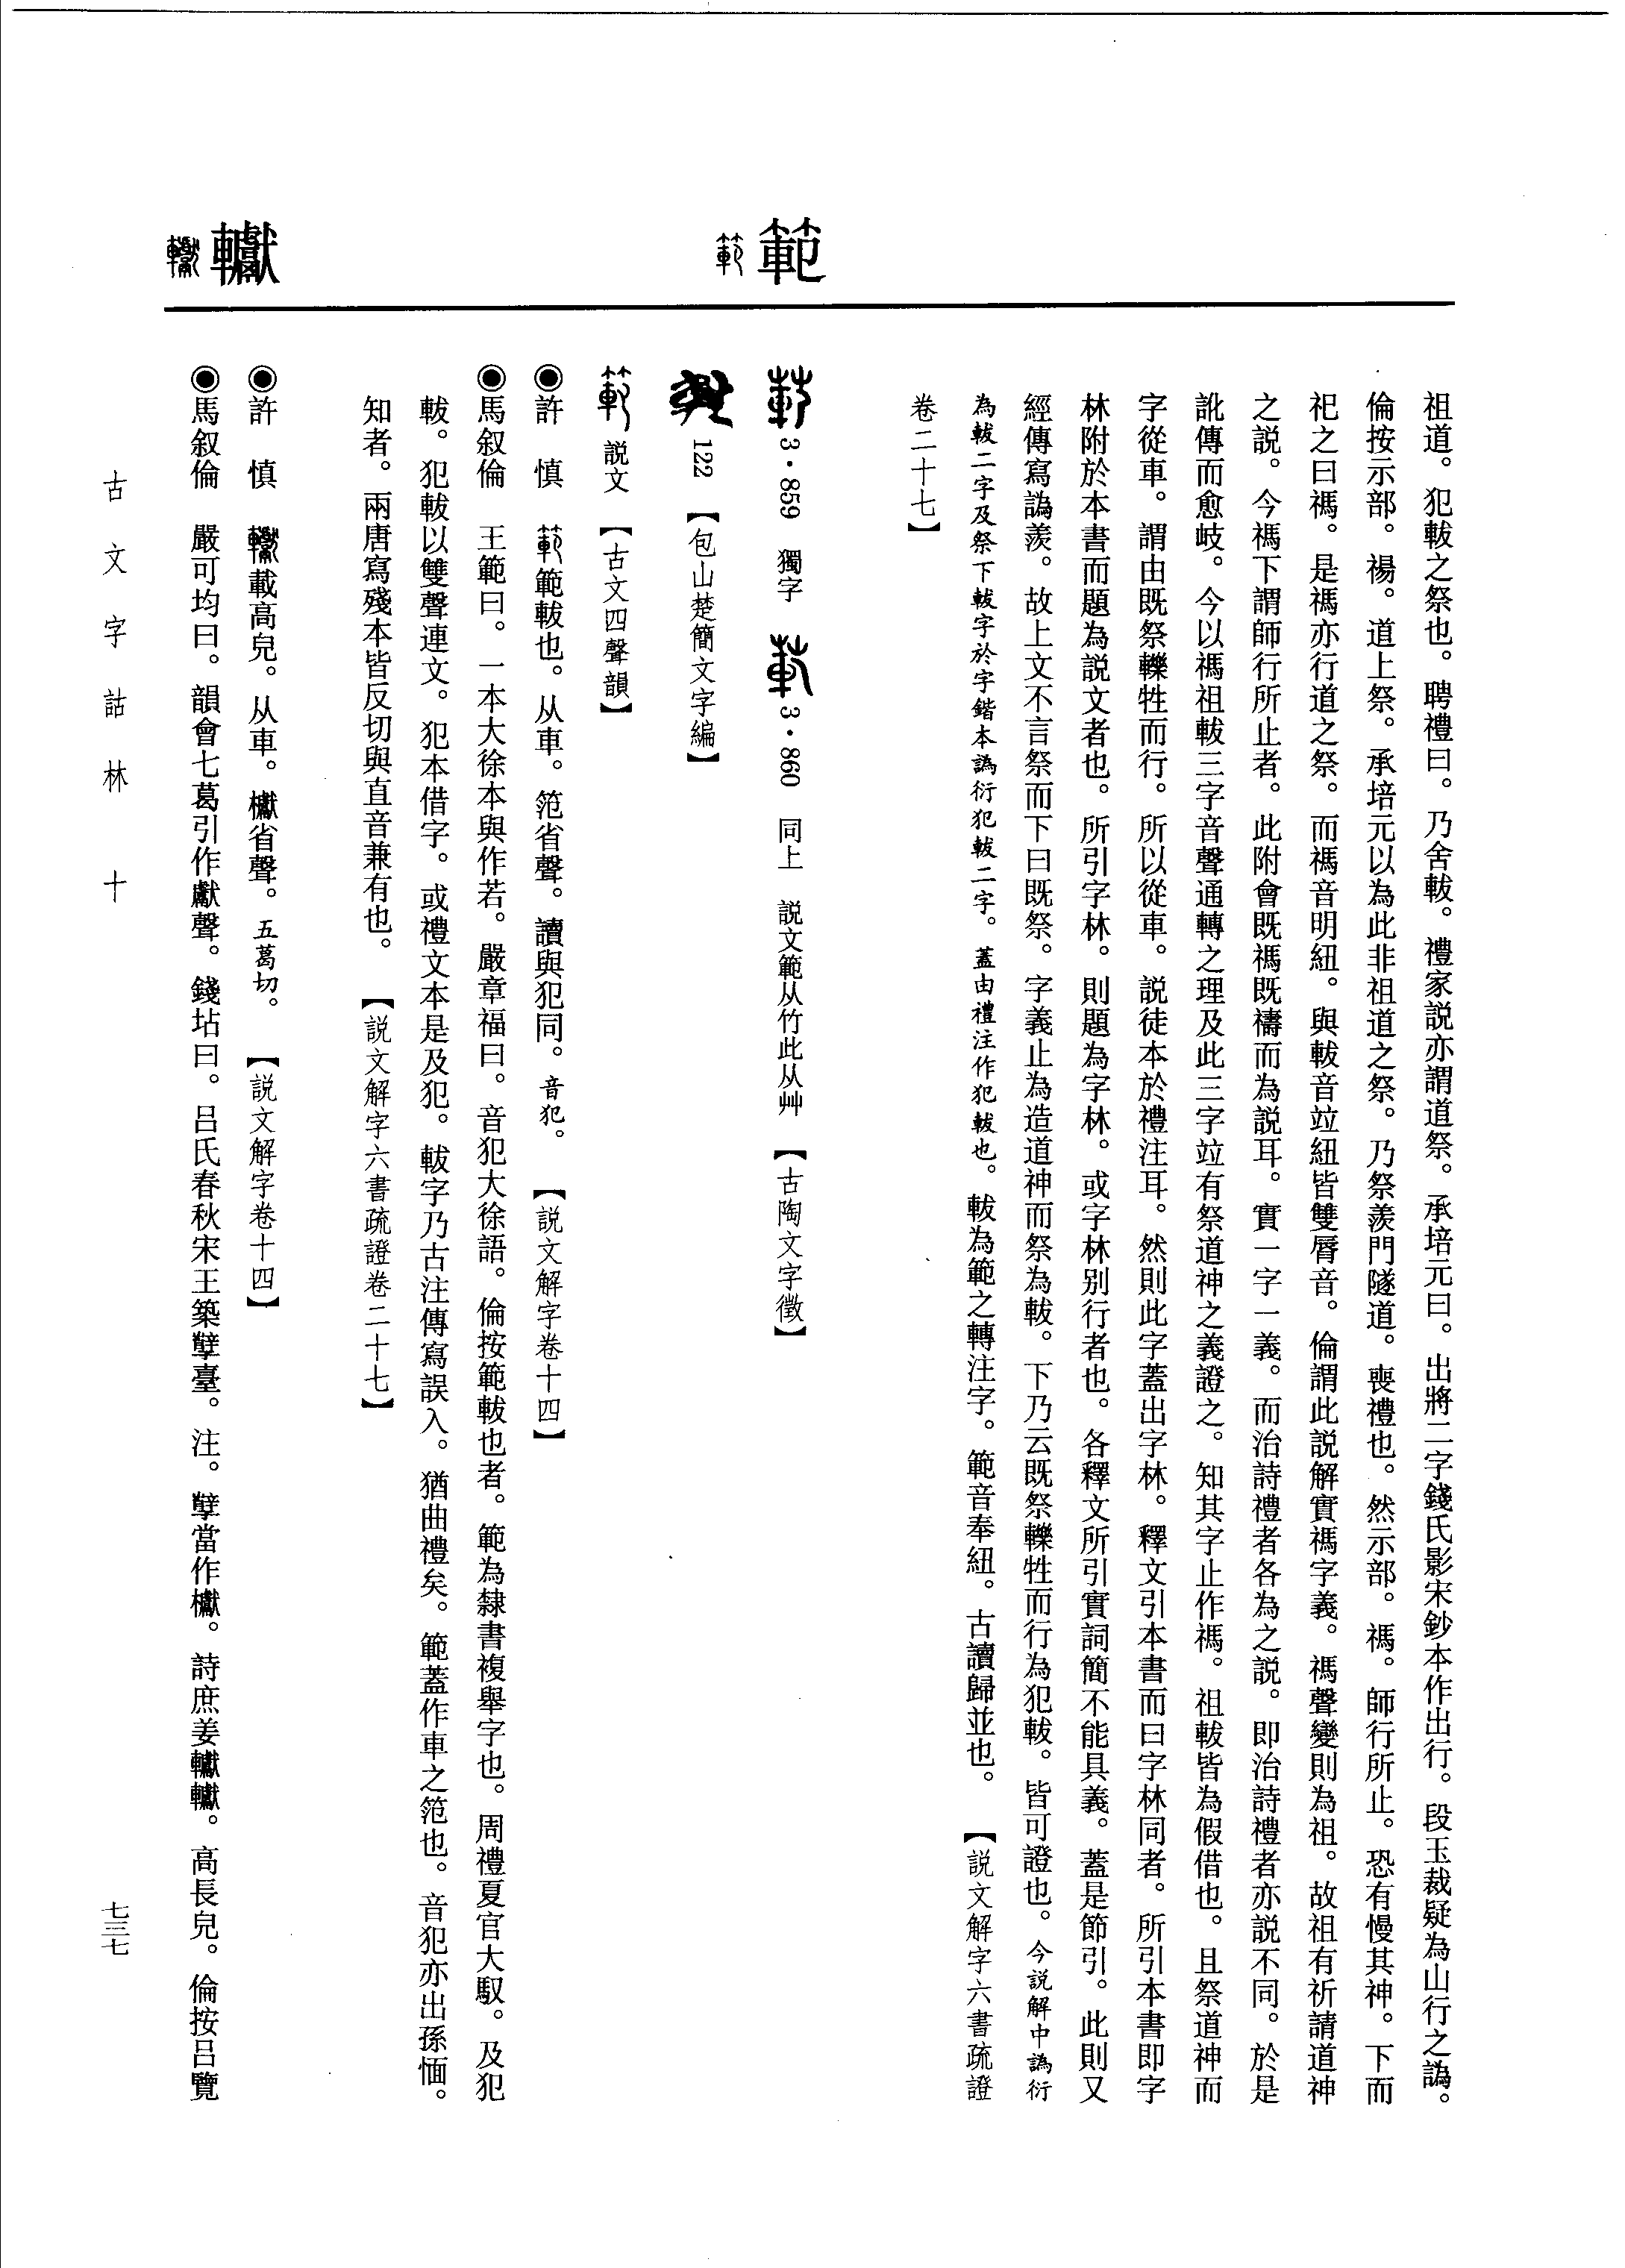 範
範
轥
轥
祖道。犯軷之祭也。聘禮曰。乃舍軷。禮家説亦謂道祭。承培元曰。出將二字錢氏影宋鈔本作出行。段玉裁疑為山行之譌。
倫按示部。禓。道上祭。承培元以為此非祖道之祭。乃祭羨門隧道。喪禮也。然示部。禡。師行所止。恐有慢其神。下而
祀之曰禡。是禡亦行道之祭。而禡音明紐。與軷音竝紐皆雙脣音。倫謂此説解實禡字義。禡聲變則為祖。故祖有祈請道神
之説。今禡下謂師行所止者。此附會既禡既禱而為説耳。實一字一義。而治詩禮者各為之説。即治詩禮者亦説不同。於是
訛傳而愈岐。今以禡祖軷三字音聲通轉之理及此三字竝有祭道神之義證之。知其字止作禡。祖軷皆為假借也。且祭道神而
字從車。謂由既祭轢牲而行。所以從車。説徒本於禮注耳。然則此字蓋出字林。釋文引本書而曰字林同者。所引本書即字
林附於本書而題為説文者也。所引字林。則題為字林。或字林別行者也。各釋文所引實詞簡不能具義。蓋是節引。此則又
經傳寫譌羨。故上文不言祭而下曰既祭。字義止為造道神而祭為軷。下乃云既祭轢牲而行為犯軷。皆可證也。今説解中譌衍
為軷二字及祭下軷字於字鍇本譌衍犯軷二字。蓋由禮注作犯軷也。軷為範之轉注字。範音奉紐。古讀歸並也。【説文解字六書疏證
卷二十七】
3·859 獨字 3·860 同上 説文範从竹此从艸 【古陶文字徵】
122 【包山楚簡文字編】
説文 【古文四聲韻】
◉許 慎 範軷也。从車。笵省聲。讀與犯同。音犯。 【説文解字卷十四】
◉馬叙倫 王範曰。一本大徐本與作若。嚴章福曰。音犯大徐語。倫按範軷也者。範為隸書複舉字也。周禮夏官大馭。及犯
軷。犯軷以雙聲連文。犯本借字。或禮文本是及犯。軷字乃古注傳寫誤入。猶曲禮矣。範蓋作車之笵也。音犯亦出孫愐。
知者。兩唐寫殘本皆反切與直音兼有也。 【説文解字六書疏證卷二十七】
◉許 慎 載高皃。从車。㰙省聲。五葛切。 【説文解字卷十四】
◉馬叙倫 嚴可均曰。韻會七葛引作獻聲。錢坫曰。呂氏春秋宋王築孼臺。注。孼當作㰙。詩庶姜轥轥。高長皃。倫按呂覽
古文字詁林 十
七三七